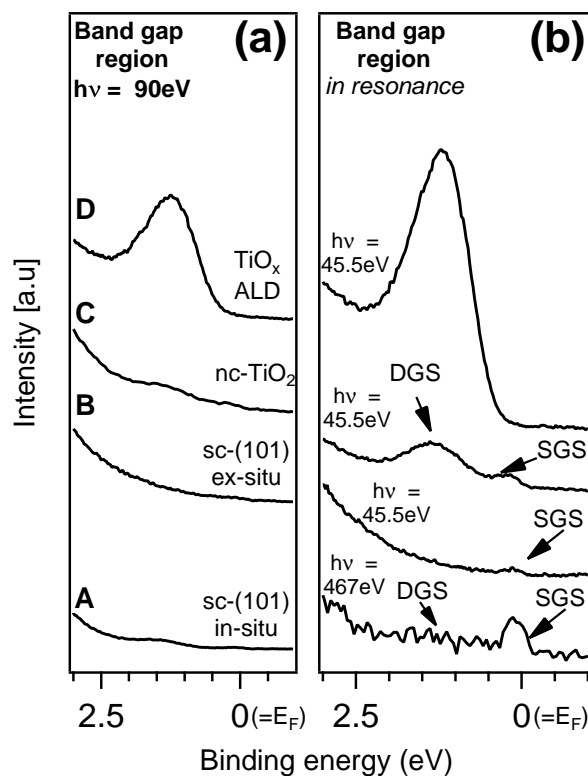 Band gap
region
hν = 90eV
(a)
D
TiOx
ALD
C
nc-TiO2
B
sc-(101)
ex-situ
A
sc-(101)
in-situ
2.5
0(=EF)
Band gap
region
in resonance
(b)
hν =
45.5eV
DGS
hν =
45.5eV
SGS
hν =
45.5eV
SGS
hν =
467eV
DGS
SGS
2.5
0(=EF)
Intensity [a.u]
Binding energy (eV)